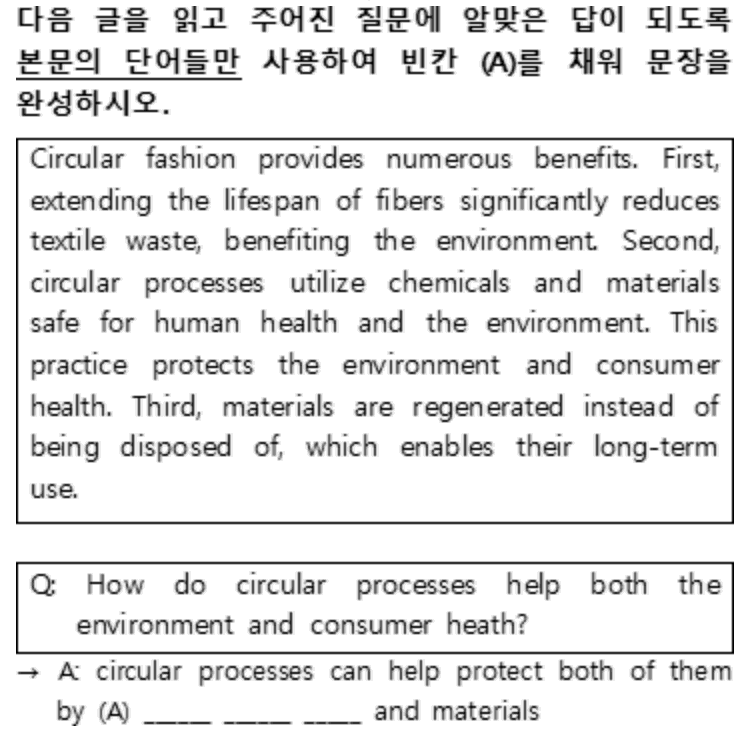 다음 글을 읽고 주어진 질문에 알맞은 답이 되도록
본문의 단어들만 사용하여 빈칸 (A)를 채워 문장을
완성하시오.
Circular fashion provides numerous benefits. First,
extending the lifespan of fibers significantly reduces
textile waste, benefiting the environment. Second,
circular processes utilize chemicals and materials
safe for human health and the environment. This
practice protects the environment and consumer
health. Third, materials are regenerated instead of
being disposed of, which enables their long-term
use.
Q: How do circular processes help both the
environment and consumer heath?
→ A: circular processes can help protect both of them
by (A) ______ ______ _____ and materials